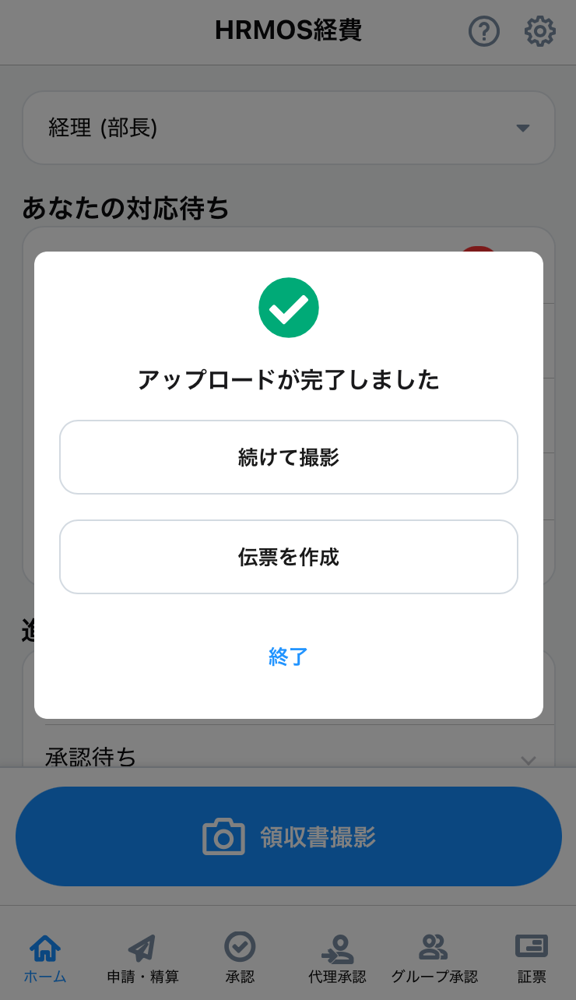 HRMOS経費
経理 (部長)
あなたの対応待ち
アップロードが完了しました
続けて撮影
伝票を作成
終了
承認待ち
領収書撮影
ホーム
申請・精算
承認
代理承認
グループ承認
証票